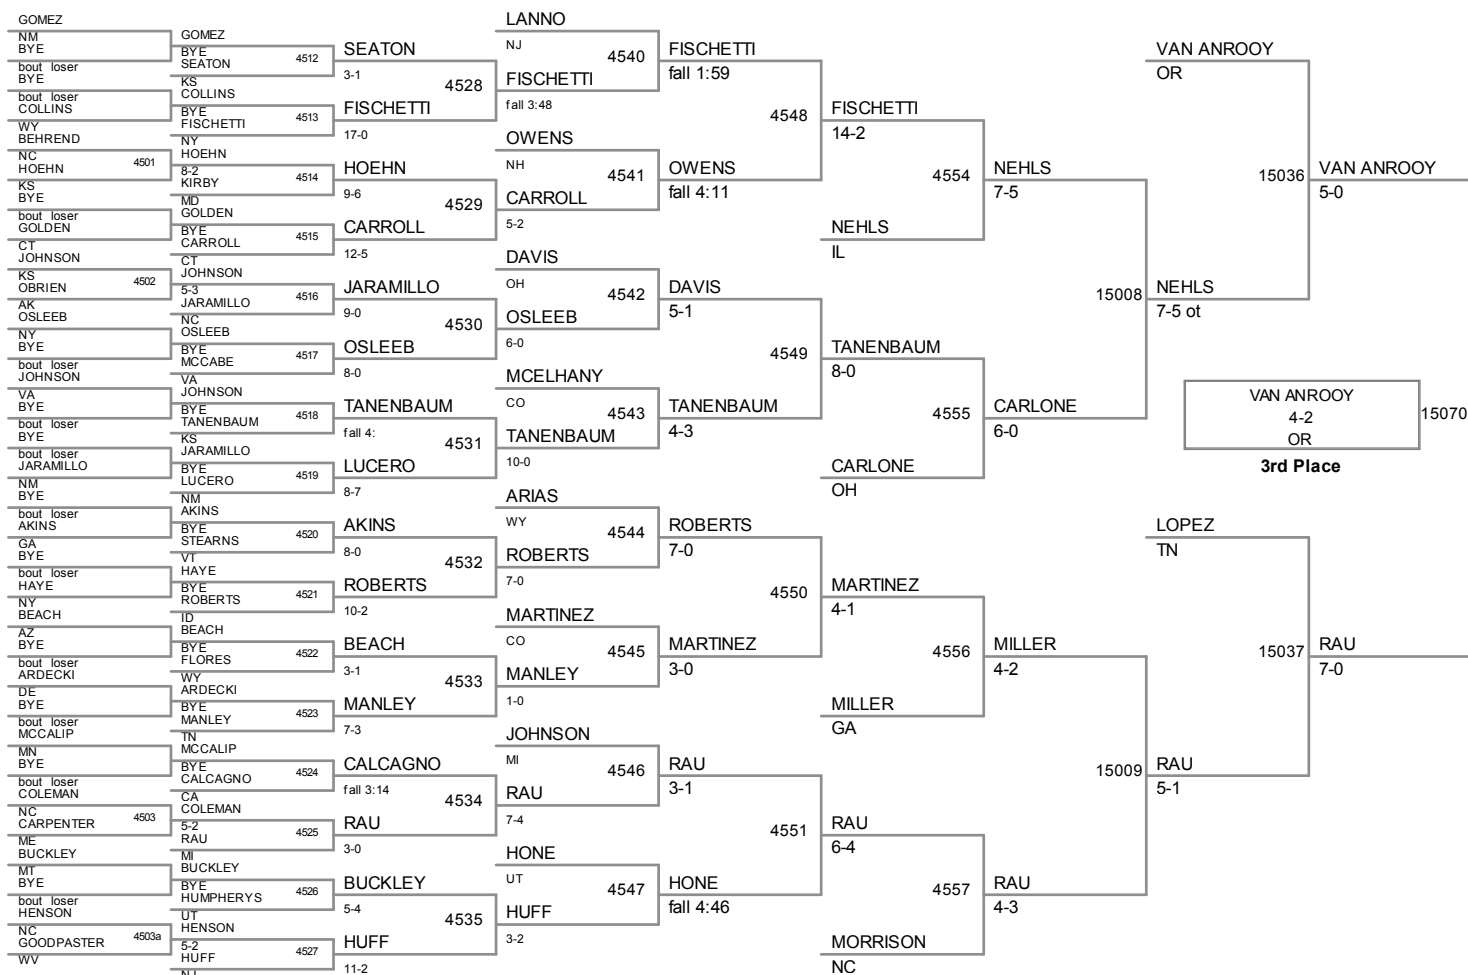 GOMEZ
NM
BYE
bout loser
BYE
bout loser
COLLINS
WY
BEHREND
NC
4501
HOEHN
KS
BYE
bout loser
GOLDEN
CT
JOHNSON
KS
4502
OBRIEN
AK
OSLEEB
NY
BYE
bout loser
JOHNSON
VA
BYE
bout loser
BYE
bout loser
JARAMILLO
NM
BYE
bout loser
AKINS
GA
BYE
bout loser
HAYE
NY
BEACH
AZ
BYE
bout loser
ARDECKI
DE
BYE
bout loser
MCCALIP
MN
BYE
bout loser
COLEMAN
NC
4503
CARPENTER
ME
BUCKLEY
MT
BYE
bout loser
HENSON
NC
4503a
GOODPASTER
WV
GOMEZ
BYE
4512
SEATON
KS
COLLINS
BYE
4513
FISCHETTI
NY
HOEHN
8-2
4514
KIRBY
MD
GOLDEN
BYE
4515
CARROLL
CT
JOHNSON
5-3
4516
JARAMILLO
NC
OSLEEB
BYE
4517
MCCABE
VA
JOHNSON
BYE
4518
TANENBAUM
KS
JARAMILLO
BYE
4519
LUCERO
NM
AKINS
BYE
4520
STEARNS
VT
HAYE
BYE
4521
ROBERTS
ID
BEACH
BYE
4522
FLORES
WY
ARDECKI
BYE
4523
MANLEY
TN
MCCALIP
BYE
4524
CALCAGNO
CA
COLEMAN
5-2
4525
RAU
MI
BUCKLEY
BYE
4526
HUMPHERYS
UT
HENSON
5-2
4527
HUFF
NJ
SEATON
3-1
4528
FISCHETTI
17-0
HOEHN
9-6
4529
CARROLL
12-5
JARAMILLO
9-0
4530
OSLEEB
8-0
TANENBAUM
fall 4:
4531
LUCERO
8-7
AKINS
8-0
4532
ROBERTS
10-2
BEACH
3-1
4533
MANLEY
7-3
CALCAGNO
fall 3:14
4534
RAU
3-0
BUCKLEY
5-4
4535
HUFF
11-2
LANNO
NJ
4540
FISCHETTI
fall 3:48
OWENS
NH
4541
CARROLL
5-2
DAVIS
OH
4542
OSLEEB
6-0
MCELHANY
CO
4543
TANENBAUM
10-0
ARIAS
WY
4544
ROBERTS
7-0
MARTINEZ
CO
4545
MANLEY
1-0
JOHNSON
MI
4546
RAU
7-4
HONE
UT
4547
HUFF
3-2
FISCHETTI
fall 1:59
4548
OWENS
fall 4:11
DAVIS
5-1
4549
TANENBAUM
4-3
ROBERTS
7-0
4550
MARTINEZ
3-0
RAU
3-1
4551
HONE
fall 4:46
FISCHETTI
14-2
4554
NEHLS
IL
TANENBAUM
8-0
4555
CARLONE
OH
MARTINEZ
4-1
4556
MILLER
GA
RAU
6-4
4557
MORRISON
NC
NEHLS
7-5
15008
CARLONE
6-0
MILLER
4-2
15009
RAU
4-3
VAN ANROOY
OR
15036
NEHLS
7-5 ot
VAN ANROOY
5-0
VAN ANROOY
4-2
15070
OR
3rd Place
LOPEZ
TN
15037
RAU
5-1
RAU
7-0